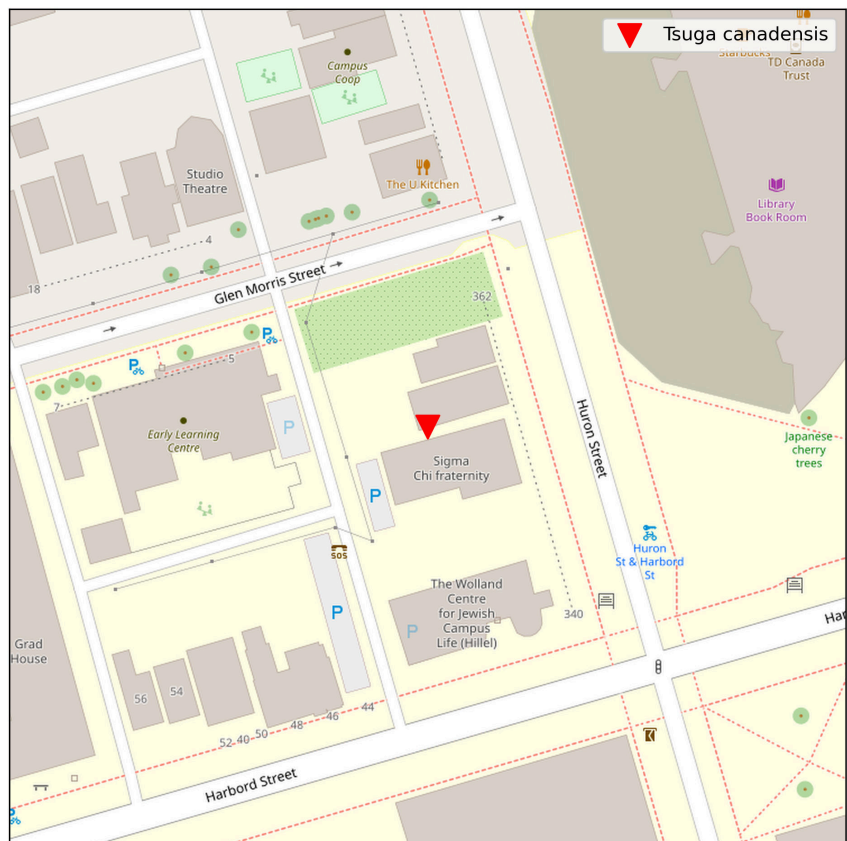 Tsuga canadensis
Starbucks
TD Canada
Trust
Campus
Coop
Studio
Theatre
The U Kitchen
Library
Book Room
4
18
Glen Morris Street
362
5
7
Early Learning
Centre
P
Huron Street
Japanese
cherry
trees
Sigma
Chi fraternity
P
SOS
Huron
St & Harbord
St
The Wolland
Centre
for Jewish
Campus
Life (Hillel)
P
P
340
Har
Grad
House
56
54
44
46
48
50
40
52
Harbord Street